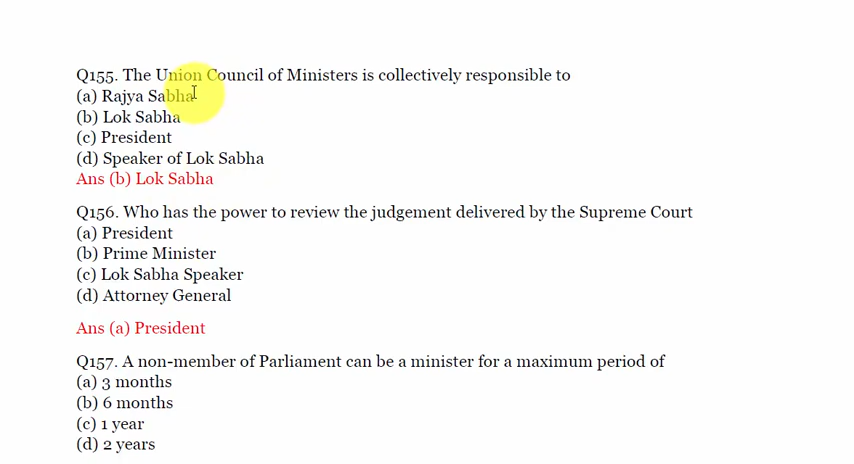 Q155. The Union Council of Ministers is collectively responsible to
(a) Rajya Sabha
(b) Lok Sabha
(c) President
(d) Speaker of Lok Sabha
Ans (b) Lok Sabha
Q156. Who has the power to review the judgement delivered by the Supreme Court
(a) President
(b) Prime Minister
(c) Lok Sabha Speaker
(d) Attorney General
Ans (a) President
Q157. A non-member of Parliament can be a minister for a maximum period of
(a) 3 months
(b) 6 months
(c) 1 year
(d) 2 years